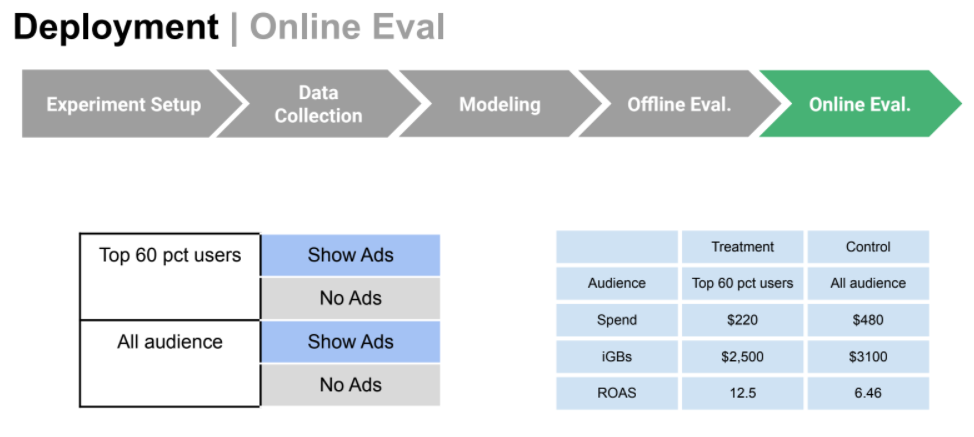 Deployment | Online Eval
Experiment Setup
Data
Collection
Modeling
Offline Eval.
Online Eval.
Top 60 pct users
Show Ads
No Ads
All audience
Show Ads
No Ads
Treatment Control
Audience Top 60 pct users All audience
Spend $220 $480
iGBs $2,500 $3100
ROAS 12.5 6.46